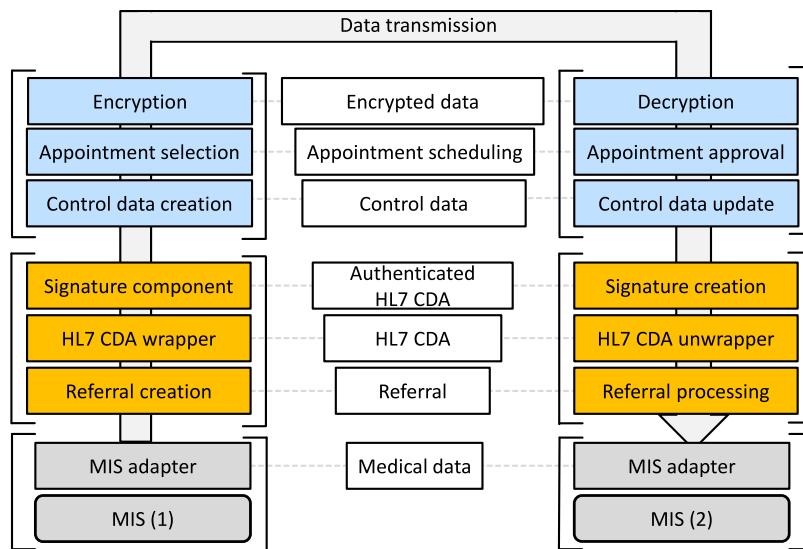 Data transmission
Encryption
Encrypted data
Decryption
Appointment selection
Appointment scheduling
Appointment approval
Control data creation
Control data
Control data update
Signature component
Authenticated
HL7 CDA
Signature creation
HL7 CDA wrapper
HL7 CDA
HL7 CDA unwrapper
Referral creation
Referral
Referral processing
MIS adapter
Medical data
MIS adapter
MIS (1)
MIS (2)